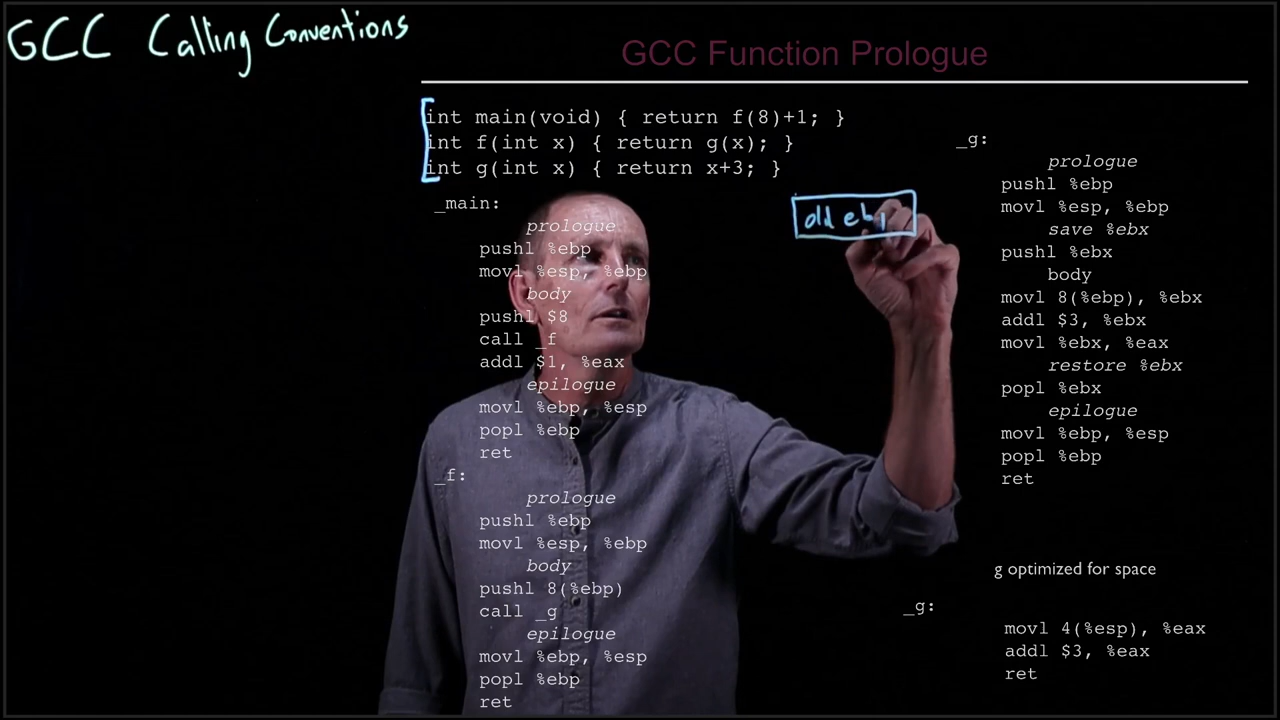 GCC Calling Conventions
GCC Function Prologue
int main(void) { return f(8)+1; }
int f(int x) { return g(x); }
int g(int x) { return x+3; }
_main:
prologue
pushl %ebp
movl %esp, %ebp
body
pushl $8
call _f
addl $1, %eax
epilogue
movl %ebp, %esp
popl %ebp
ret
_f:
prologue
pushl %ebp
movl %esp, %ebp
body
pushl 8(%ebp)
call _g
epilogue
movl %ebp, %esp
popl %ebp
ret
old
_g:
prologue
pushl %ebp
movl %esp, %ebp
save %ebx
pushl %ebx
body
movl 8(%ebp), %ebx
addl $3, %ebx
movl %ebx, %eax
restore %ebx
popl %ebx
epilogue
movl %ebp, %esp
popl %ebp
ret
g optimized for space
_g:
movl 4(%esp), %eax
addl $3, %eax
ret